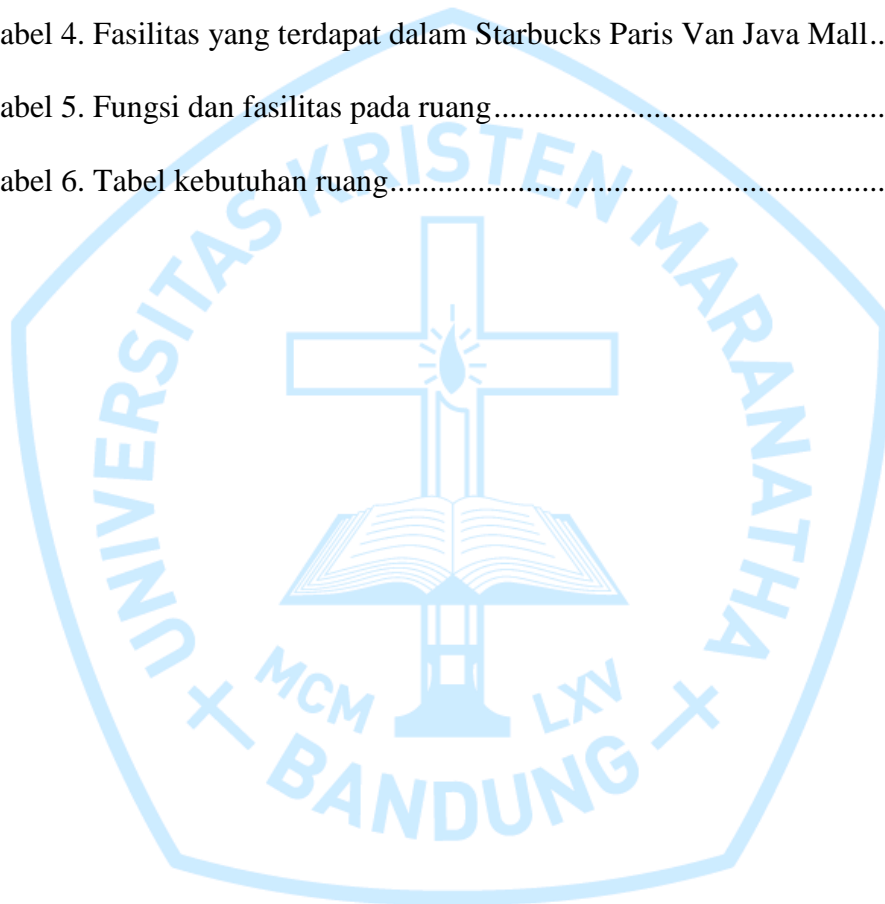 abel 4. Fasilitas yang terdapat dalam Starbucks Paris Van Java Mall..
abel 5. Fungsi dan fasilitas pada ruang.................................................
abel 6. Tabel kebutuhan ruang..............................................................
UNIVERSITAS KRISTEN MARANATHA
MCM LXV
BANDUNG